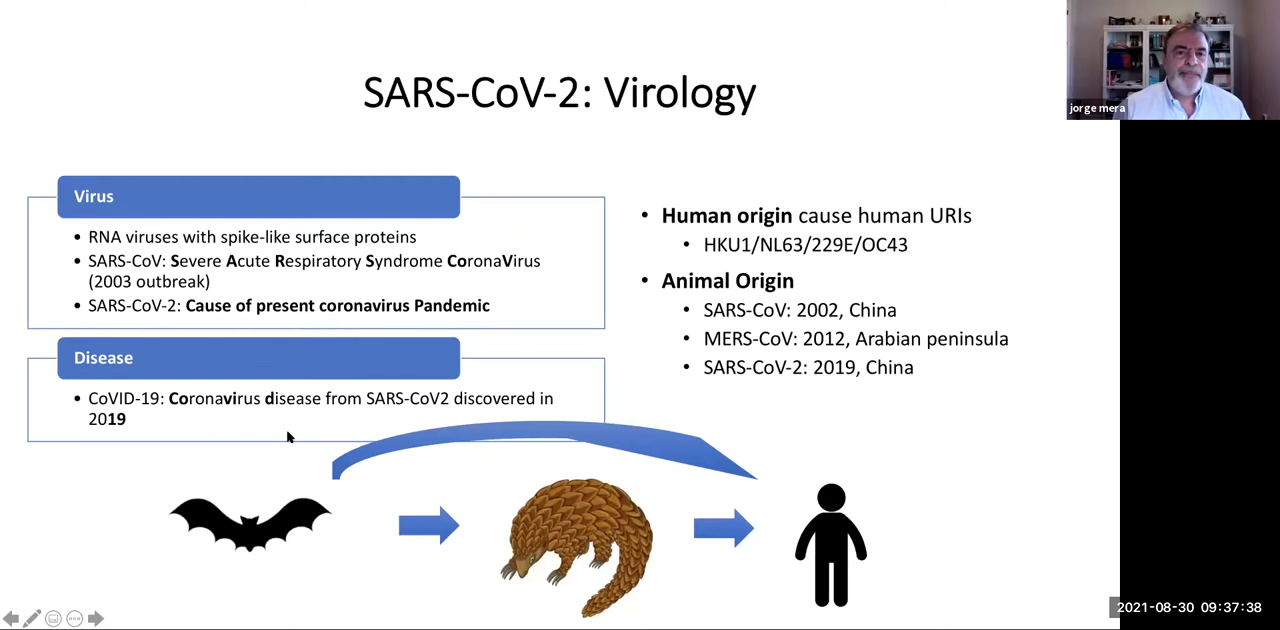 SARS-CoV-2: Virology
jorge mera
Virus
• RNA viruses with spike-like surface proteins
• SARS-CoV: Severe Acute Respiratory Syndrome CoronaVirus
(2003 outbreak)
• SARS-CoV-2: Cause of present coronavirus Pandemic
Disease
• CoVID-19: Coronavirus disease from SARS-CoV2 discovered in
2019
• Human origin cause human URIs
• HKU1/NL63/229E/OC43
• Animal Origin
• SARS-CoV: 2002, China
• MERS-CoV: 2012, Arabian peninsula
• SARS-CoV-2: 2019, China
2021-08-30 09:37:38